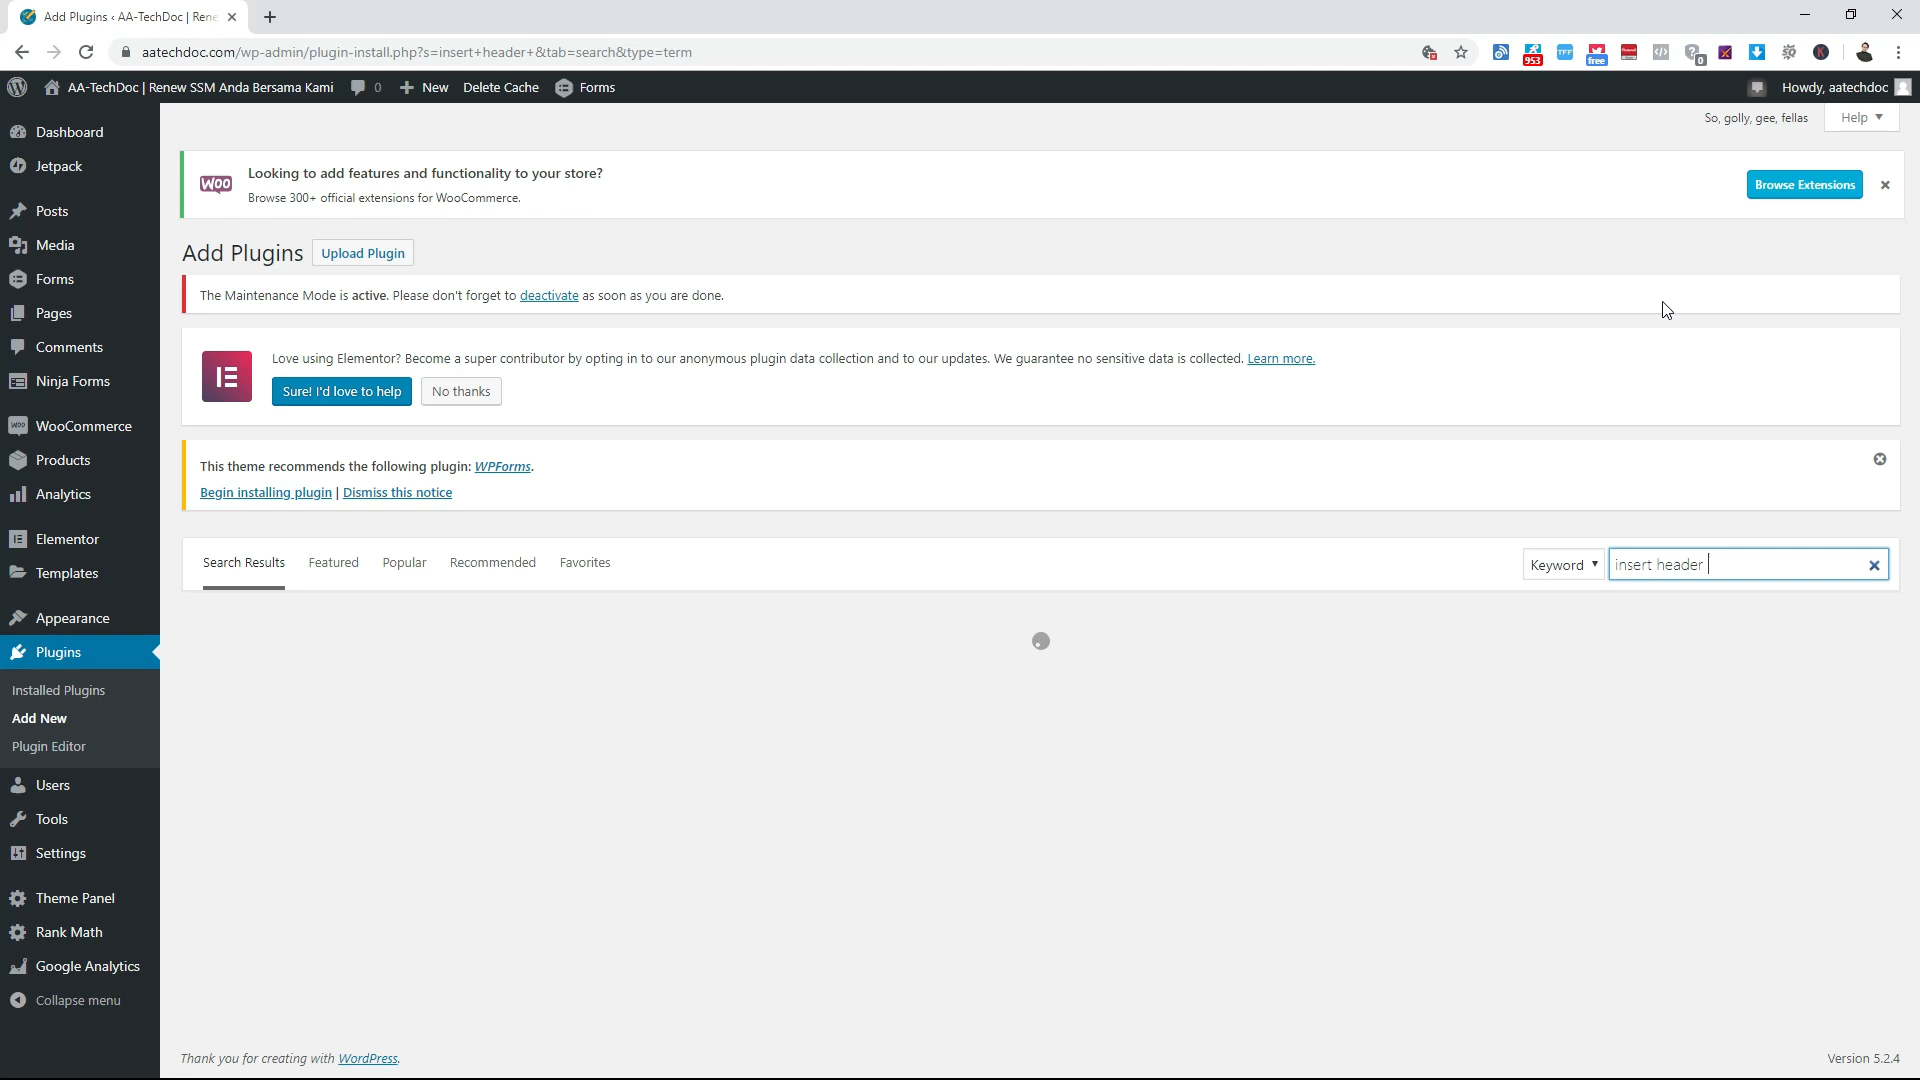 Add Plugins ‹ AA-TechDoc | Rene
aatechdoc.com/wp-admin/plugin-install.php?s=insert+header+&tab=search&type=term
953
TFF
free
0
K
AA-TechDoc | Renew SSM Anda Bersama Kami
0
New
Delete Cache
Forms
Howdy, aatechdoc
Dashboard
Jetpack
Posts
Media
Forms
Pages
Comments
Ninja Forms
WooCommerce
Products
Analytics
Elementor
Templates
Appearance
Plugins
Installed Plugins
Add New
Plugin Editor
Users
Tools
Settings
Theme Panel
Rank Math
Google Analytics
Collapse menu
So, golly, gee, fellas
Help
WOO
Looking to add features and functionality to your store?
Browse 300+ official extensions for WooCommerce.
Browse Extensions
Add Plugins
Upload Plugin
The Maintenance Mode is active. Please don't forget to deactivate as soon as you are done.
Love using Elementor? Become a super contributor by opting in to our anonymous plugin data collection and to our updates. We guarantee no sensitive data is collected. Learn more.
Sure! I'd love to help
No thanks
This theme recommends the following plugin: WPForms.
Begin installing plugin | Dismiss this notice
Search Results
Featured
Popular
Recommended
Favorites
Keyword
insert header
Thank you for creating with WordPress.
Version 5.2.4